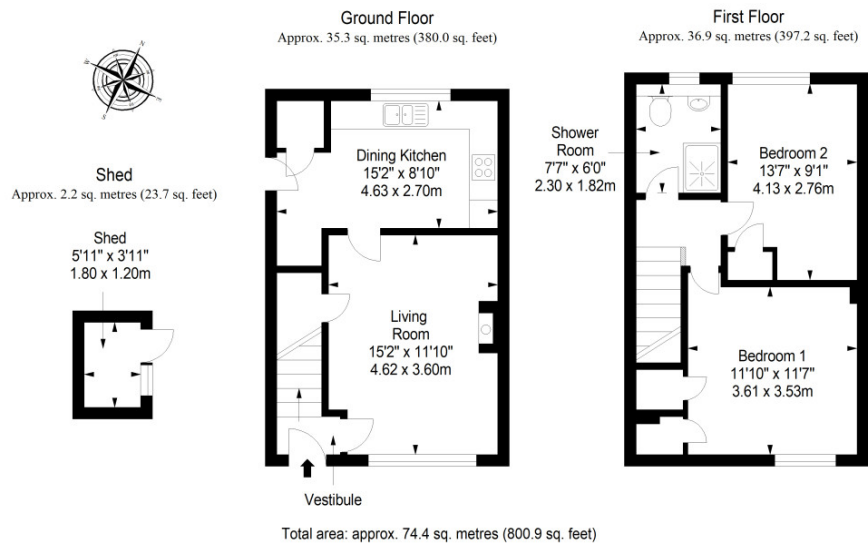 Ground Floor
Approx. 35.3 sq. metres (380.0 sq. feet)
First Floor
Approx. 36.9 sq. metres (397.2 sq. feet)
N
W
E
S
Shed
Approx. 2.2 sq. metres (23.7 sq. feet)
Shed
5'11" x 3'11"
1.80 x 1.20m
Dining Kitchen
15'2" x 8'10"
4.63 x 2.70m
Living
Room
15'2" x 11'10"
4.62 x 3.60m
Vestibule
Shower
Room
7'7" x 6'0"
2.30 x 1.82m
Bedroom 2
13'7" x 9'1"
4.13 x 2.76m
Bedroom 1
11'10" x 11'7"
3.61 x 3.53m
Total area: approx. 74.4 sq. metres (800.9 sq. feet)